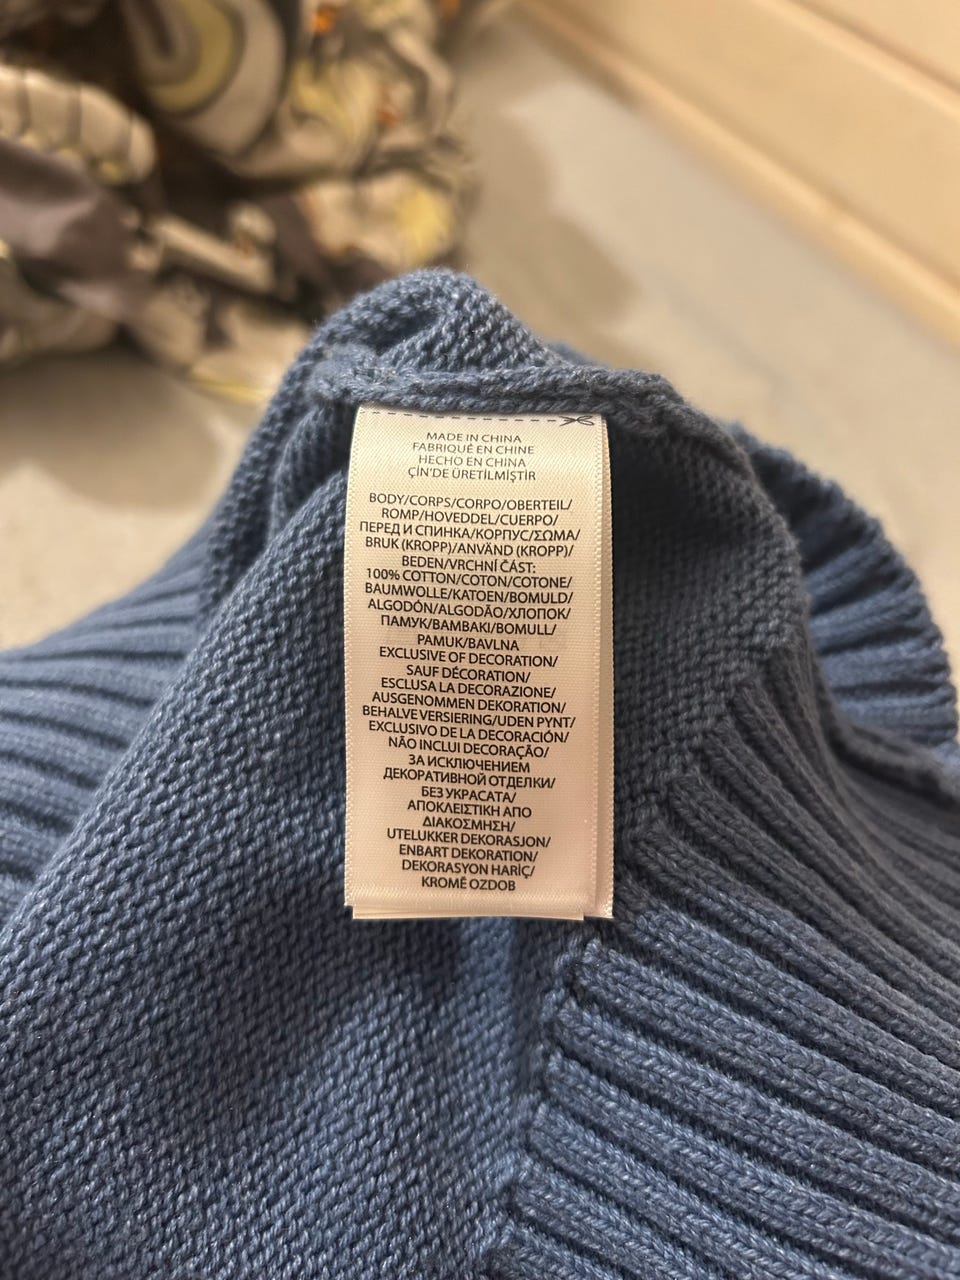 MADE IN CHINA
FABRIQUÉ EN CHINE
HECHO EN CHINA
ÇİN'DE ÜRETİLMİŞTİR
BODY/CORPS/CORPO/OBERTEIL/
ROMP/HOVEDDEL/CUERPO/
ПЕРЕД И СПИНКА/КОРПУС/ΣΩΜΑ/
BRUK (KROPP)/ANVÄND (KROPP)/
BEDEN/VRCHNÍ ČÁST:
100% COTTON/COTON/COTONE/
BAUMWOLLE/KATOEN/BOMULD/
ALGODÓN/ALGODÃO/ХЛОПОК/
ПАМУК/ΒΑΜΒΑΚΙ/BOMULL/
PAMUK/BAVLNA
EXCLUSIVE OF DECORATION/
SAUF DÉCORATION/
ESCLUSA LA DECORAZIONE/
AUSGENOMMEN DEKORATION/
BEHALVE VERSIERING/UDEN PYNT/
EXCLUSIVO DE LA DECORACIÓN/
NÃO INCLUI DECORAÇÃO/
ЗА ИСКЛЮЧЕНИЕМ
ДЕКОРАТИВНОЙ ОТДЕЛКИ/
БЕЗ УКРАСАТА/
ΑΠΟΚΛΕΙΣΤΙΚΗ ΑΠΟ
ΔΙΑΚΟΣΜΗΣΗ/
UTELUKKER DEKORASJON/
ENBART DEKORATION/
DEKORASYON HARİÇ/
KROMĚ OZDOB